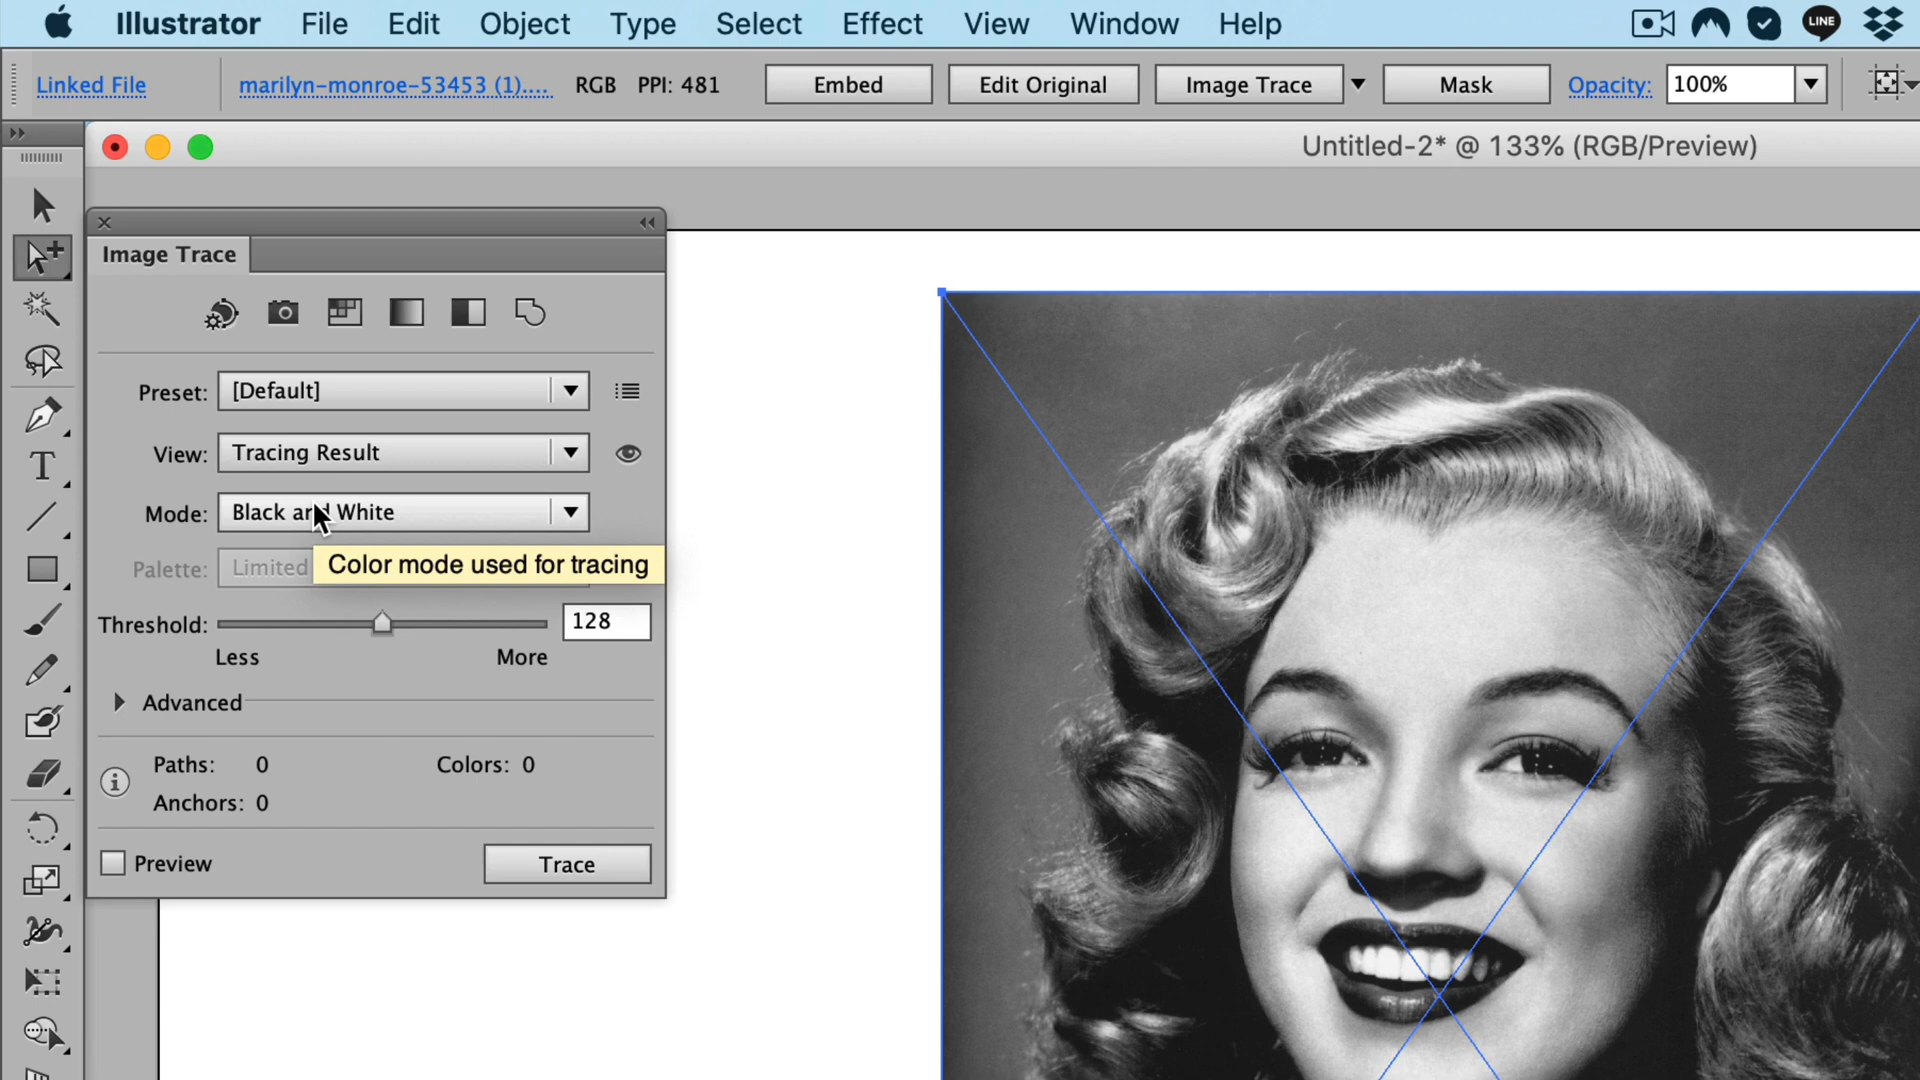 Illustrator File Edit Object Type Select Effect View Window Help LINE
Linked File marilyn-monroe-53453 (1).... RGB PPI: 481 Embed Edit Original Image Trace Mask Opacity: 100%
Untitled-2* @ 133% (RGB/Preview)
Image Trace
Preset: [Default]
View: Tracing Result
Mode: Black and White
Palette: Limited
Color mode used for tracing
Threshold: 128
Less More
Advanced
Paths: 0 Colors: 0
Anchors: 0
Preview Trace